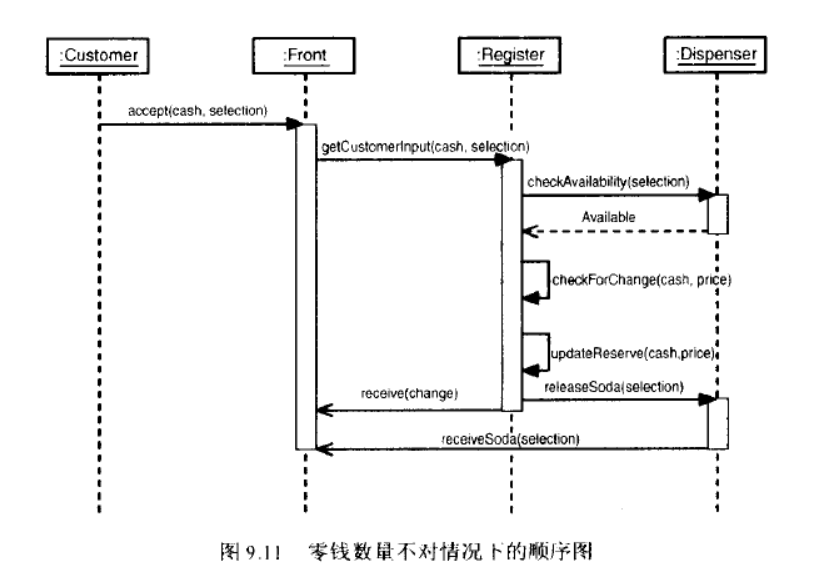 :Customer :Front :Register :Dispenser
accept(cash, selection)
getCustomerInput(cash, selection)
checkAvailability(selection)
Available
checkForChange(cash, price)
updateReserve(cash,price)
releaseSoda(selection)
receive(change)
receiveSoda(selection)
图 9.11 零钱数量不对情况下的顺序图